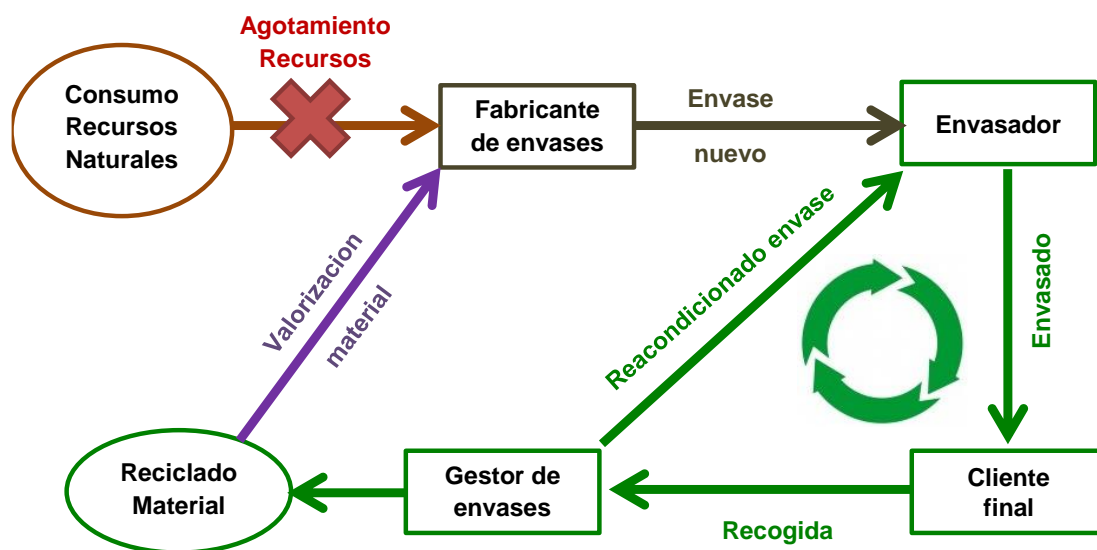 Agotamiento
Recursos
Consumo
Recursos
Naturales
Fabricante
de envases
Envase
nuevo
Envasador
Valorizacion
material
Reacondicionado envase
Envasado
Reciclado
Material
Gestor de
envases
Recogida
Cliente
final